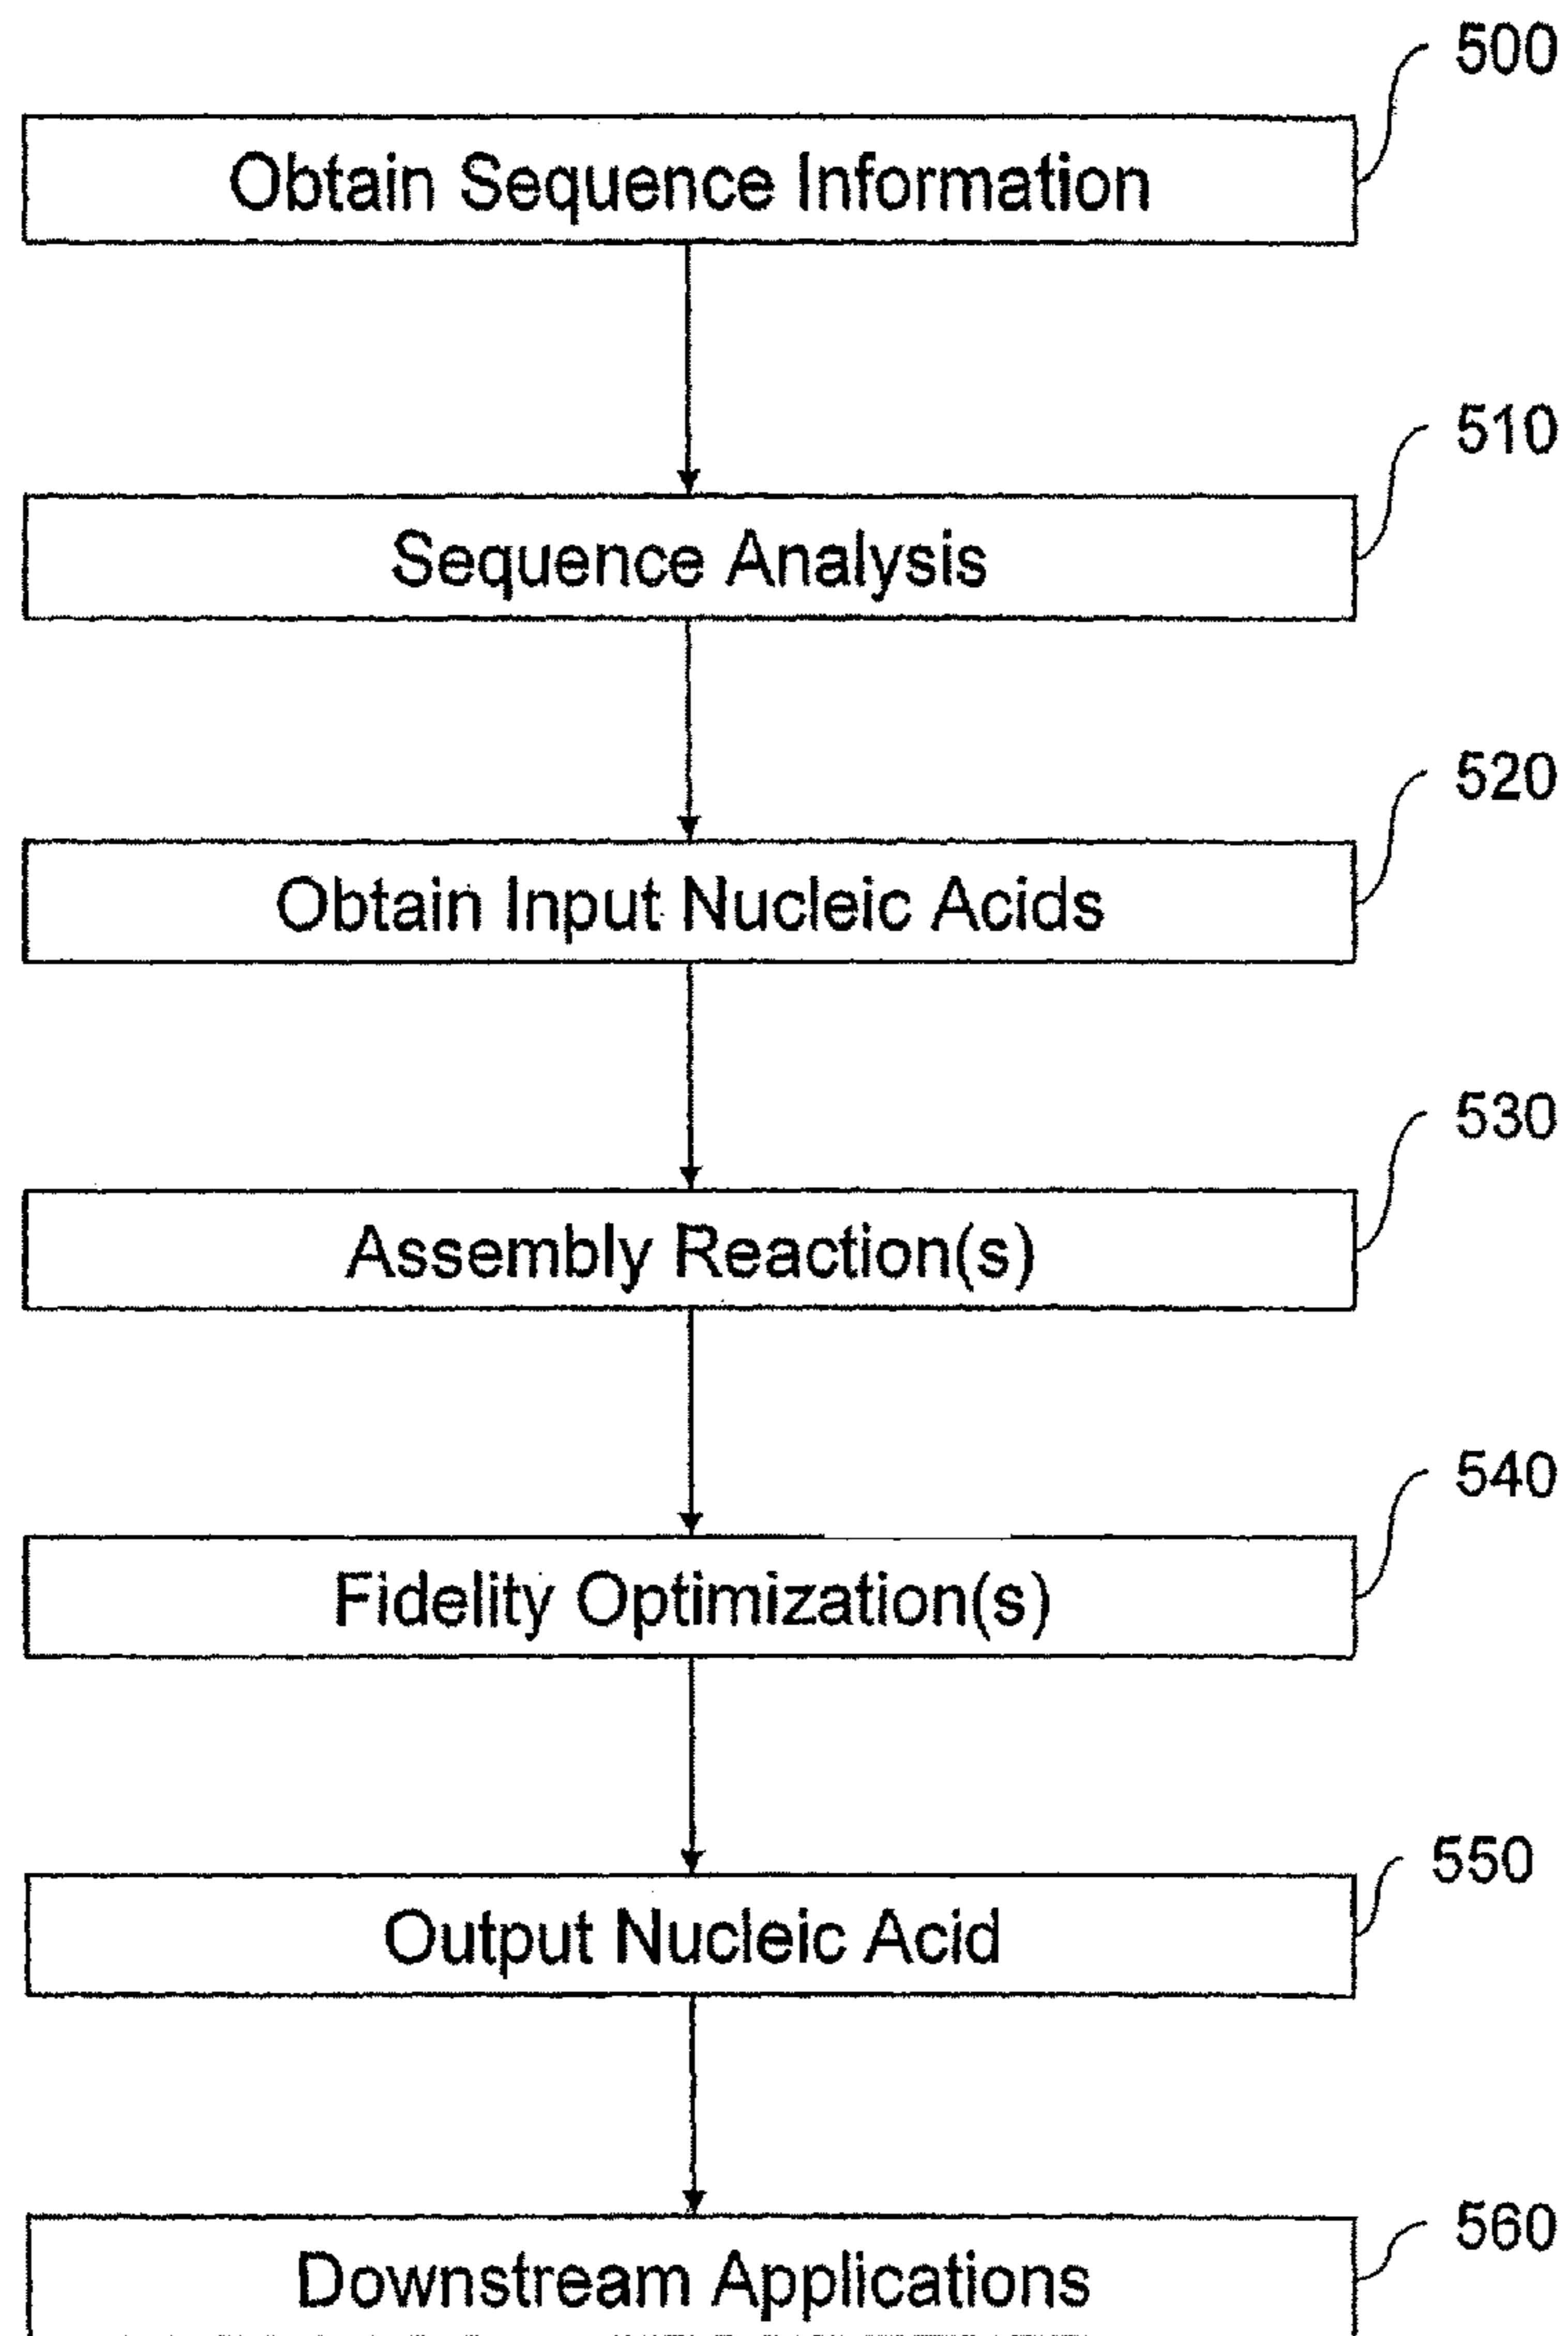 500
Obtain Sequence Information
510
Sequence Analysis
520
Obtain Input Nucleic Acids
530
Assembly Reaction(s)
540
Fidelity Optimization(s)
550
Output Nucleic Acid
560
Downstream Applications